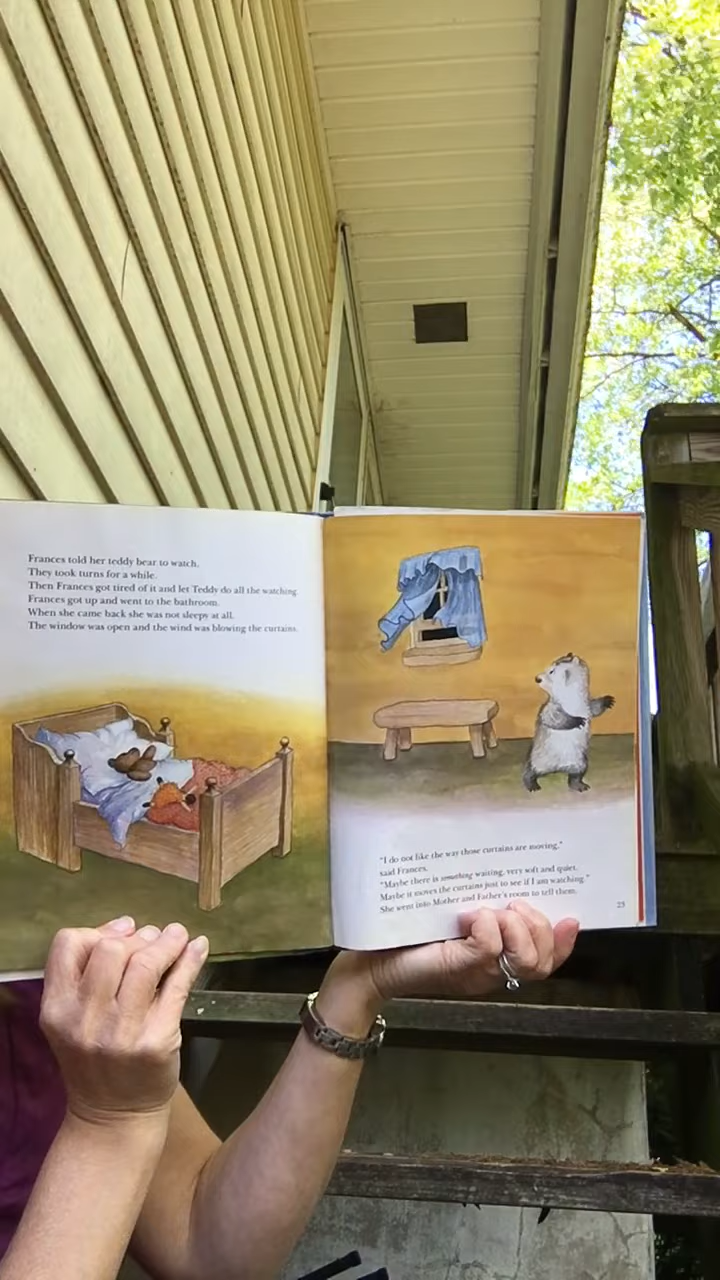 Frances told her teddy bear to watch.
They took turns for a while.
Then Frances got tired of it and let Teddy do all the watching.
Frances got up and went to the bathroom.
When she came back she was not sleepy at all.
The window was open and the wind was blowing the curtains.
"I do not like the way those curtains are moving,"
said Frances.
"Maybe there is something waiting, very soft and quiet.
Maybe it moves the curtains just to see if I am watching."
She went into Mother and Father's room to tell them.
23